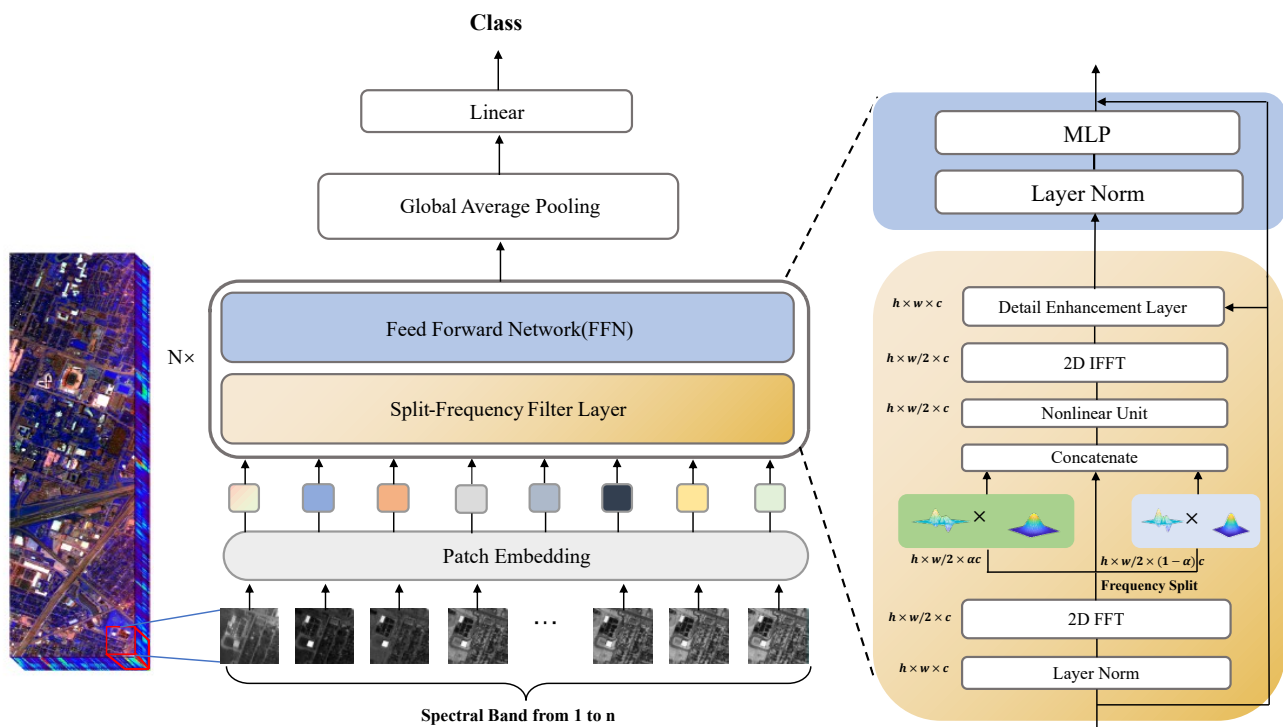 Class
Linear
Global Average Pooling
N×
Feed Forward Network(FFN)
Split-Frequency Filter Layer
Patch Embedding
...
Spectral Band from 1 to n
MLP
Layer Norm
h × w × c
Detail Enhancement Layer
h × w/2 × c
2D IFFT
h × w/2 × c
Nonlinear Unit
Concatenate
×
×
h × w/2 × αc
h × w/2 × (1 − α)c
Frequency Split
h × w/2 × c
2D FFT
h × w × c
Layer Norm